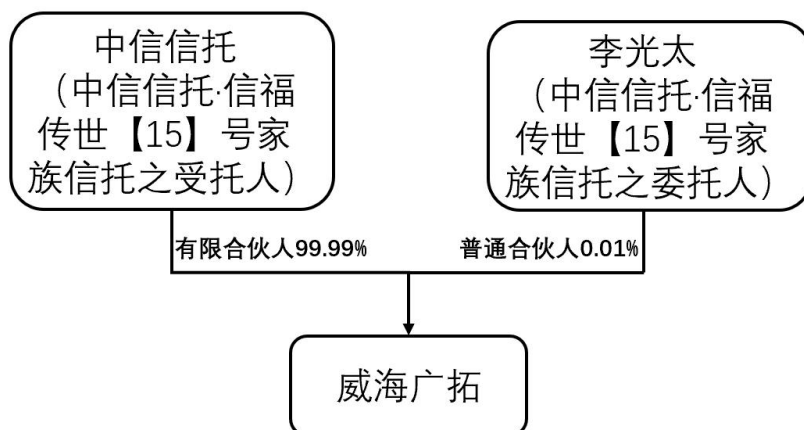 中信信托
（中信信托·信福
传世【15】号家
族信托之受托人）
李光太
（中信信托·信福
传世【15】号家
族信托之委托人）
有限合伙人99.99%
普通合伙人0.01%
威海广拓